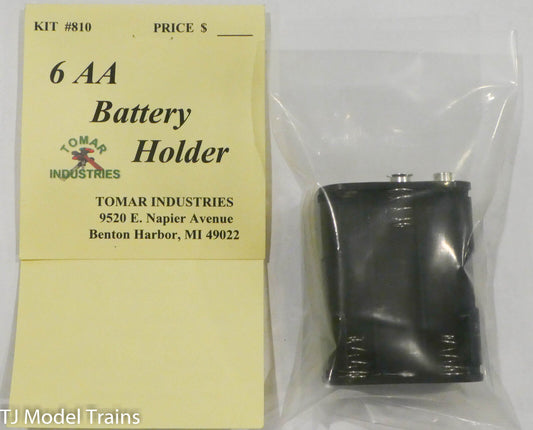 KIT #810 PRICE $ ____
6 AA
Battery
Holder
TOMAR
INDUSTRIES
TOMAR INDUSTRIES
9520 E. Napier Avenue
Benton Harbor, MI 49022
TJ Model Trains